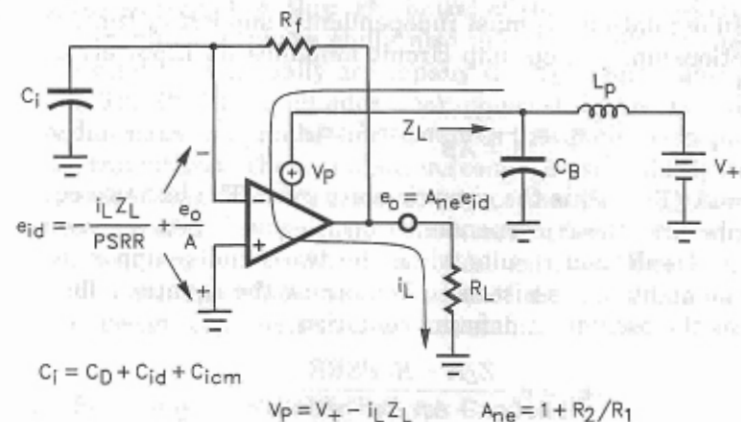 R_f
C_i
L_p
Z_L
V_P
C_B
V_+
−
e_o
A_ne e_id
e_id = i_L Z_L / PSRR + e_o / A
+
+
i_L
R_L
C_i = C_D + C_id + C_icm
V_P = V_+ − i_L Z_L
A_ne = 1 + R_2/R_1